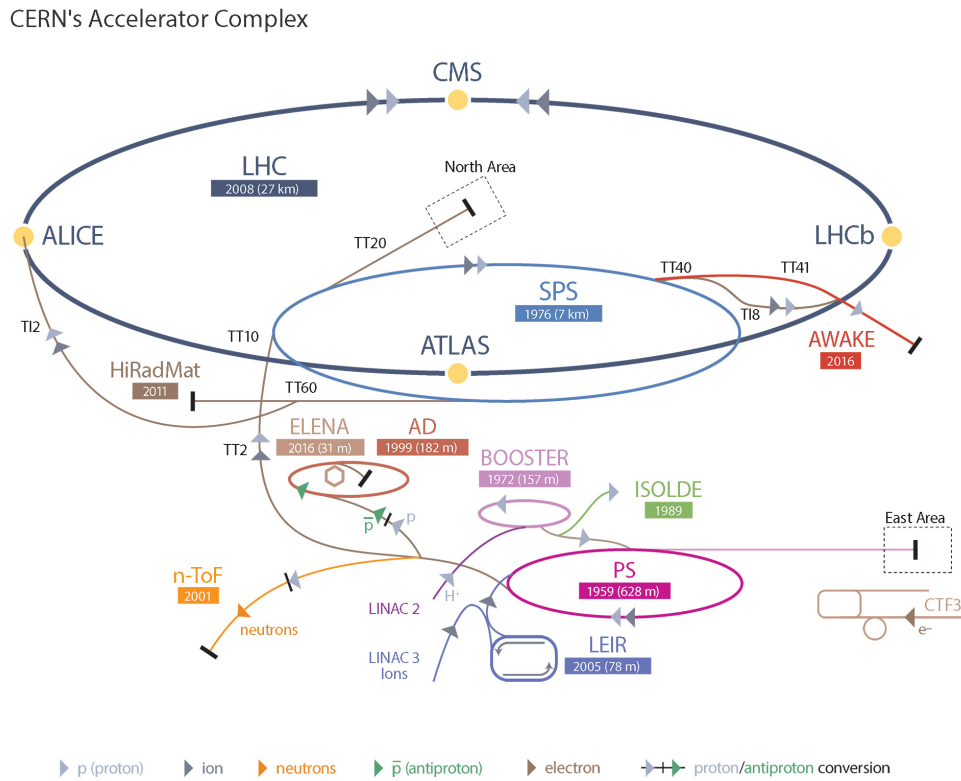 CERN's Accelerator Complex
CMS
LHC
2008 (27 km)
North Area
ALICE
LHCb
TT20
TT40
TT41
SPS
1976 (7 km)
TI2
TT10
TI8
ATLAS
AWAKE
2016
HiRadMat
2011
TT60
ELENA
2016 (31 m)
AD
1999 (182 m)
TT2
BOOSTER
1972 (157 m)
ISOLDE
1989
p̅
p
East Area
n-ToF
2001
PS
1959 (628 m)
H⁺
LINAC 2
neutrons
CTF3
e⁻
LINAC 3
Ions
LEIR
2005 (78 m)
p (proton)
ion
neutrons
p̅ (antiproton)
electron
proton/antiproton conversion